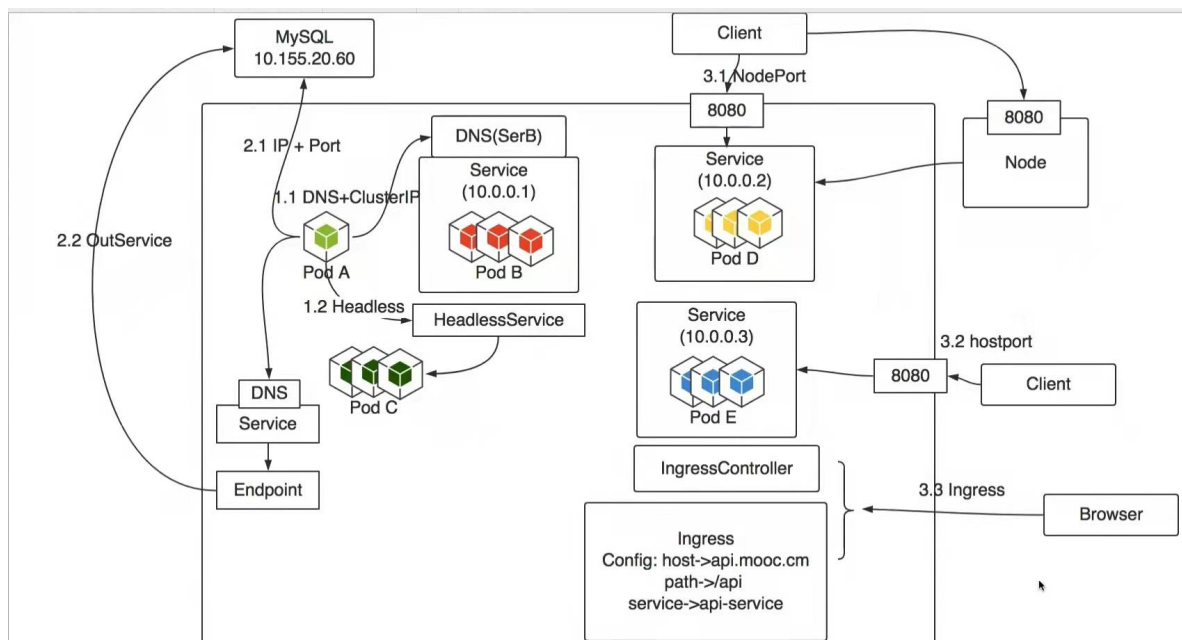 MySQL
10.155.20.60
Client
3.1 NodePort
8080
8080
Node
2.1 IP + Port
DNS(SerB)
Service
(10.0.0.1)
Pod B
1.1 DNS+ClusterIP
Service
(10.0.0.2)
Pod D
2.2 OutService
Pod A
1.2 Headless
HeadlessService
Pod C
Service
(10.0.0.3)
Pod E
3.2 hostport
8080
Client
DNS
Service
Endpoint
IngressController
3.3 Ingress
Browser
Ingress
Config: host->api.mooc.cm
path->/api
service->api-service